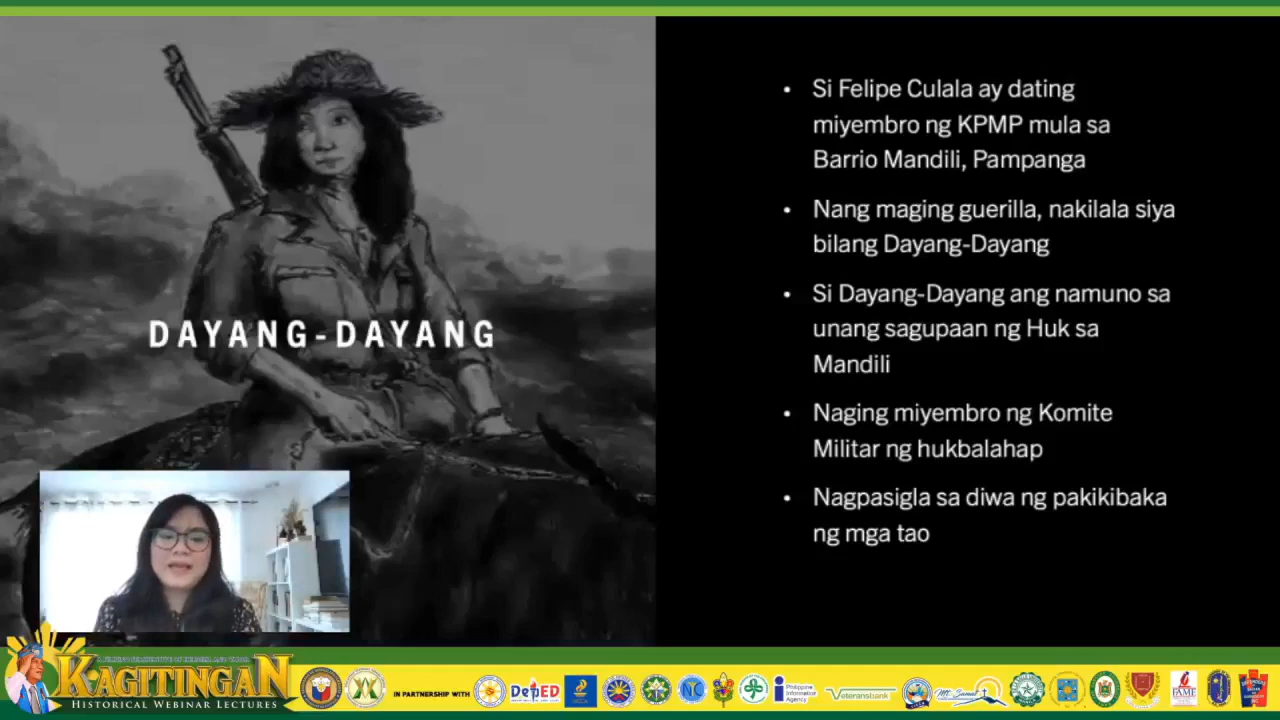 DAYANG-DAYANG
• Si Felipe Culala ay dating
miyembro ng KPMP mula sa
Barrio Mandili, Pampanga
• Nang maging guerilla, nakilala siya
bilang Dayang-Dayang
• Si Dayang-Dayang ang namuno sa
unang sagupaan ng Huk sa
Mandili
• Naging miyembro ng Komite
Militar ng hukbalahap
• Nagpasigla sa diwa ng pakikibaka
ng mga tao
KAGITINGAN
HISTORICAL WEBINAR LECTURES
IN PARTNERSHIP WITH
DepED
NC
Philippine
Information
Agency
Veteransbank
Mt. Samat
FAME